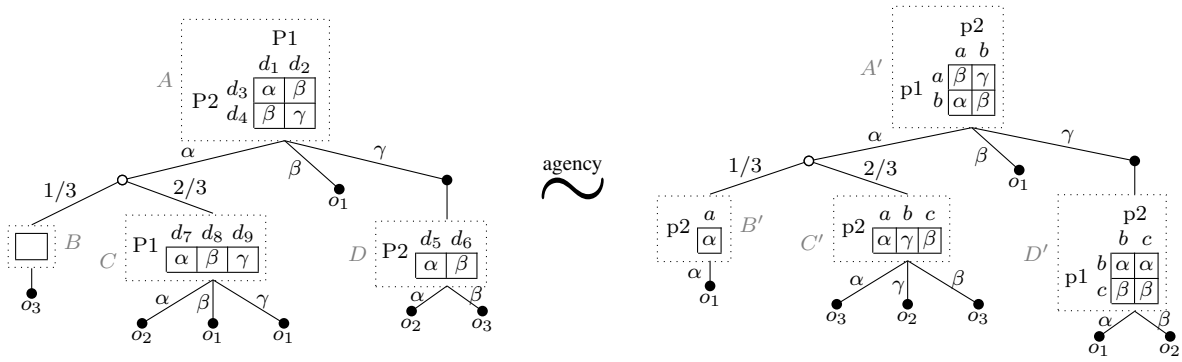 P1
d₁ d₂
A
P2 d₃ α β
d₄ β γ
α β γ
1/3 2/3
o₁
B
o₃
C
P1 d₇ d₈ d₉
α β γ
α β γ
o₂ o₁ o₁
D
P2 d₅ d₆
α β
α β
o₂ o₃
agency
p2
a b
A′
p1 a β γ
b α β
α β γ
1/3 2/3
o₁
a
p2 α
B′
α
o₁
a b c
C′ p2 α γ β
α γ β
o₃ o₂ o₃
p2
b c
D′
p1 b α α
c β β
α β
o₁ o₂